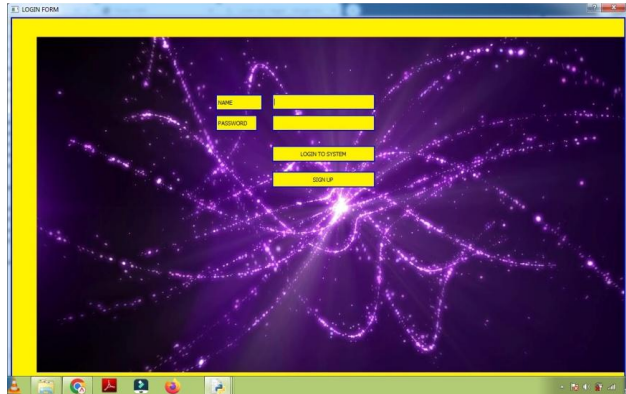 LOGIN FORM
NAME
PASSWORD
LOGIN TO SYSTEM
SIGN UP